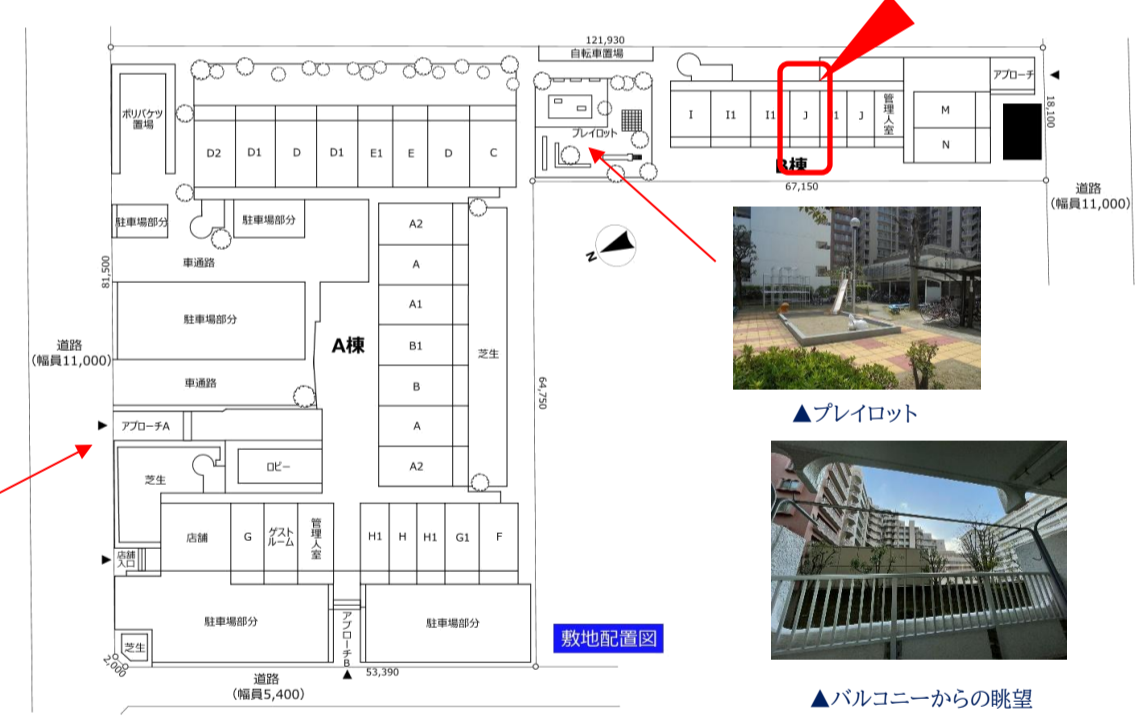 121,930
自転車置場
アプローチ
ポリバケツ
置場
I
I1
I1
J
1
J
管理人室
M
N
18,100
プレイロット
D2
D1
D
D1
E1
E
D
C
B棟
67,150
道路
(幅員11,000)
駐車場部分
駐車場部分
A2
車通路
N
A
81,500
A1
駐車場部分
道路
(幅員11,000)
A棟
B1
芝生
車通路
B
64,750
アプローチA
A
▲プレイロット
ロビー
A2
芝生
店舗
G
ゲスト
ルーム
管理人室
H1
H
H1
G1
F
店舗
入口
駐車場部分
アプローチB
駐車場部分
敷地配置図
芝生
2,000
53,390
道路
(幅員5,400)
▲バルコニーからの眺望